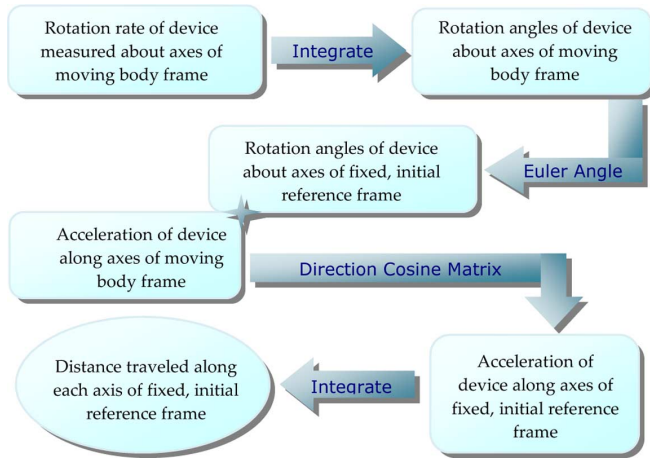 Rotation rate of device
measured about axes of
moving body frame
Integrate
Rotation angles of device
about axes of moving
body frame
Euler Angle
Rotation angles of device
about axes of fixed, initial
reference frame
Acceleration of device
along axes of moving
body frame
Direction Cosine Matrix
Acceleration of
device along axes of
fixed, initial reference
frame
Integrate
Distance traveled along
each axis of fixed, initial
reference frame